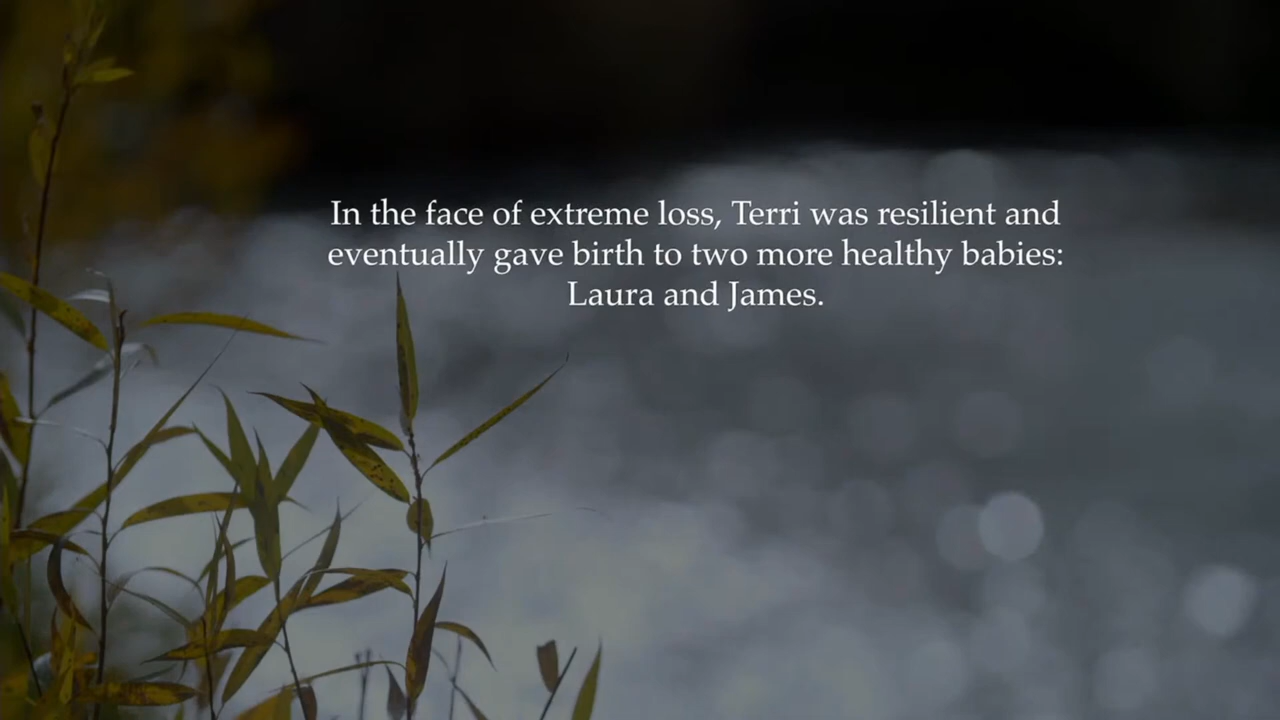 In the face of extreme loss, Terri was resilient and
eventually gave birth to two more healthy babies:
Laura and James.